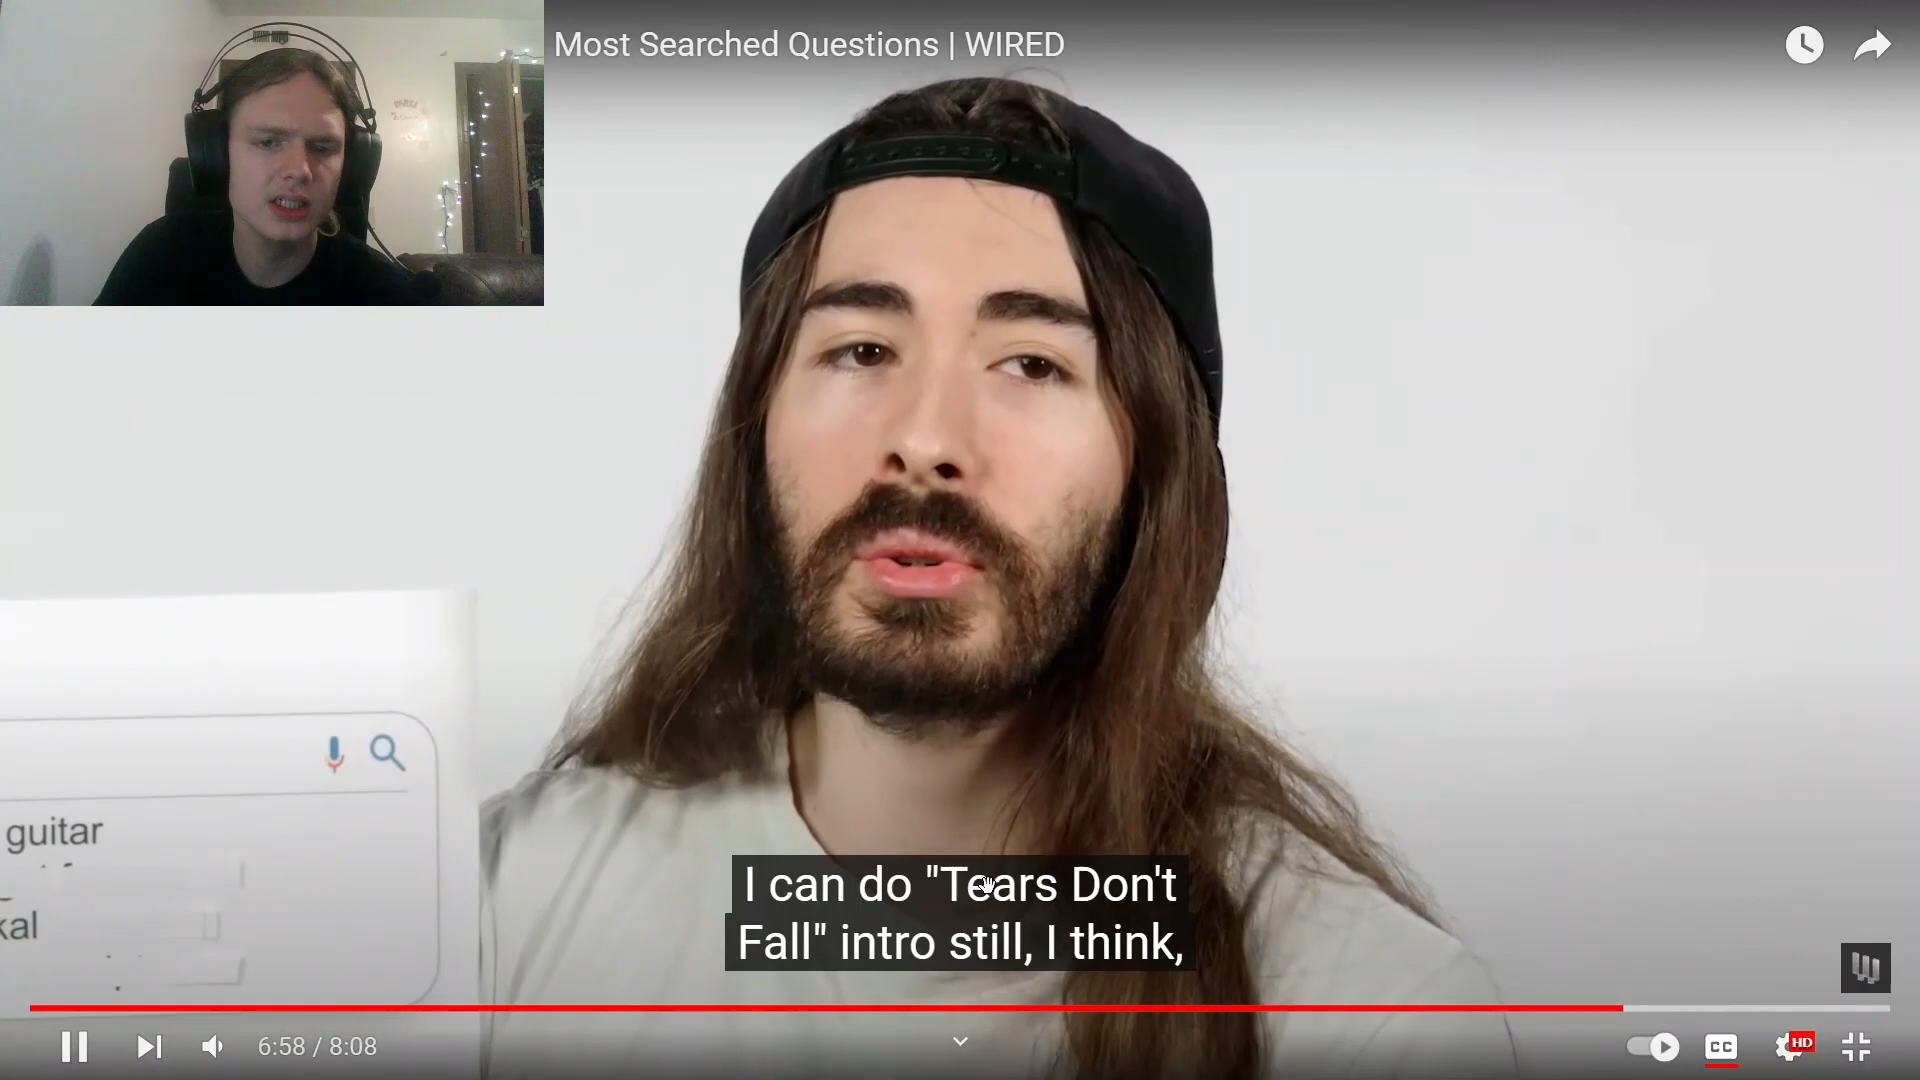 Most Searched Questions | WIRED
guitar
kal
I can do "Tears Don't
Fall" intro still, I think,
6:58 / 8:08
CC
HD